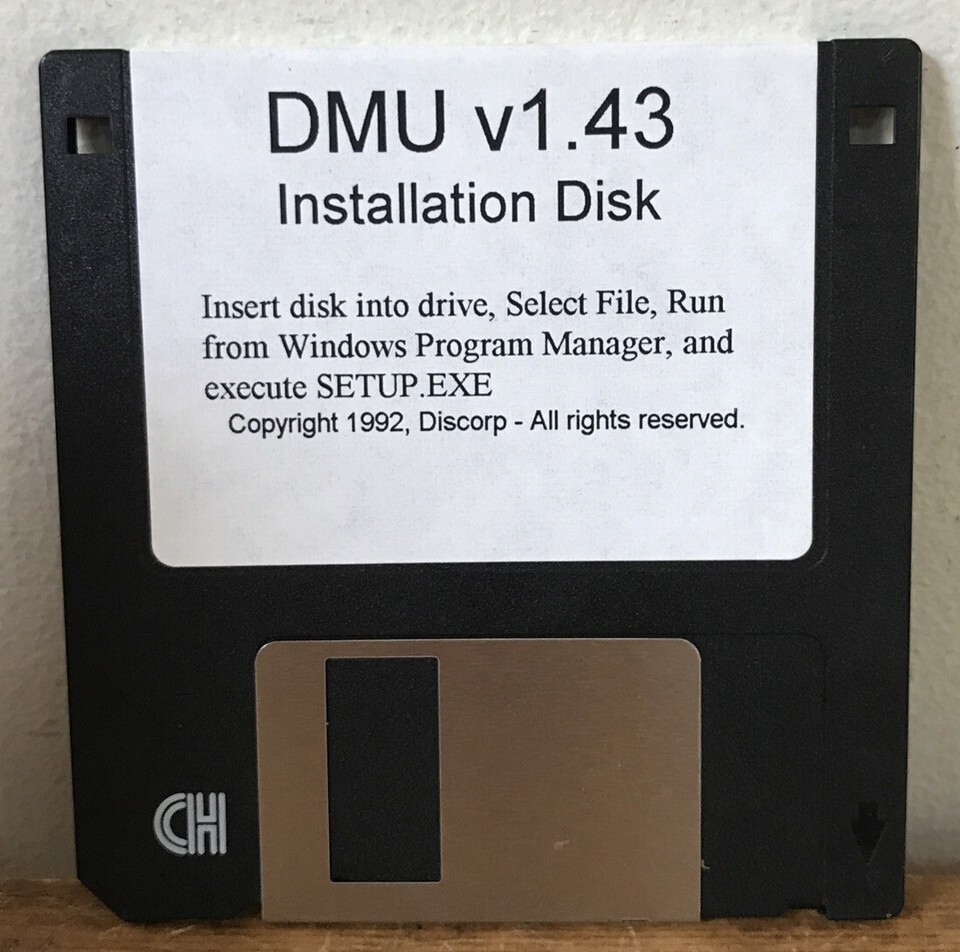 DMU v1.43
Installation Disk
Insert disk into drive, Select File, Run
from Windows Program Manager, and
execute SETUP.EXE
Copyright 1992, Discorp - All rights reserved.
CH